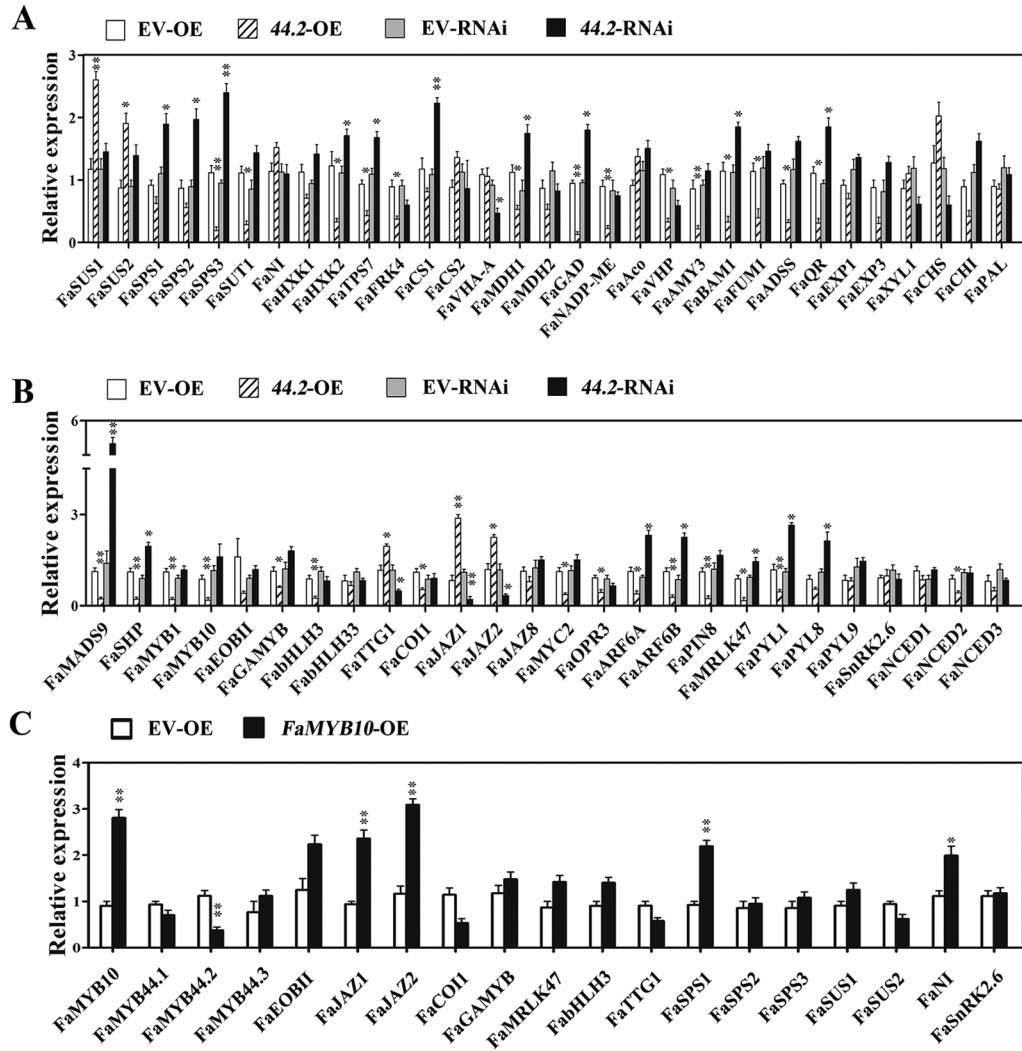 A
EV-OE 44.2-OE EV-RNAi 44.2-RNAi
Relative expression
3
2
1
0
** * * * ** ** * * * * * ** * * * ** * ** * ** * * * * * *
FaSUS1 FaSUS2 FaSPS1 FaSPS2 FaSPS3 FaSUT1 FaNI FaHXK1 FaHXK2 FaTPS7 FaFRK4 FaCS1 FaCS2 FaVHA-A FaMDH1 FaMDH2 FaGAD FaNADP-ME FaAco FaVHP FaAMY3 FaBAM1 FaFUM1 FaADSS FaQR FaEXP1 FaEXP3 FaXYL1 FaCHS FaCHI FaPAL
B
EV-OE 44.2-OE EV-RNAi 44.2-RNAi
Relative expression
6
3
0
FaMADS9 FaSHP FaMYB1 FaMYB10 FaEOBII FaGAMYB FabHLH3 FabHLH33 FaTTG1 FaCOI1 FaJAZ1 FaJAZ2 FaJAZ8 FaMYC2 FaOPR3 FaARF6A FaARF6B FaPIN8 FaMRLK47 FaPYL1 FaPYL8 FaPYL9 FaSnRK2.6 FaNCED1 FaNCED2 FaNCED3
C
EV-OE FaMYB10-OE
Relative expression
4
3
2
1
0
** ** ** ** ** *
FaMYB10 FaMYB44.1 FaMYB44.2 FaMYB44.3 FaEOBII FaJAZ1 FaJAZ2 FaCOI1 FaGAMYB FaMRLK47 FabHLH3 FaTTG1 FaSPS1 FaSPS2 FaSPS3 FaSUS1 FaSUS2 FaNI FaSnRK2.6